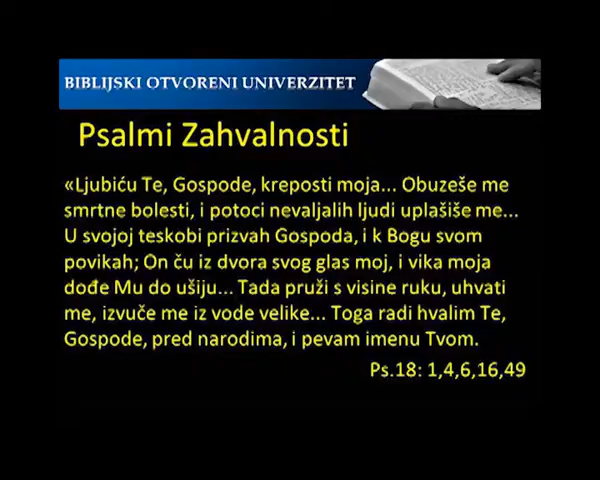 BIBLIJSKI OTVORENI UNIVERZITET
Psalmi Zahvalnosti
«Ljubiću Te, Gospode, kreposti moja... Obuzeše me
smrtne bolesti, i potoci nevaljalih ljudi uplašiše me...
U svojoj teskobi prizvah Gospoda, i k Bogu svom
povikah; On ču iz dvora svog glas moj, i vika moja
dođe Mu do ušiju... Tada pruži s visine ruku, uhvati
me, izvuče me iz vode velike... Toga radi hvalim Te,
Gospode, pred narodima, i pevam imenu Tvom.
Ps.18: 1,4,6,16,49